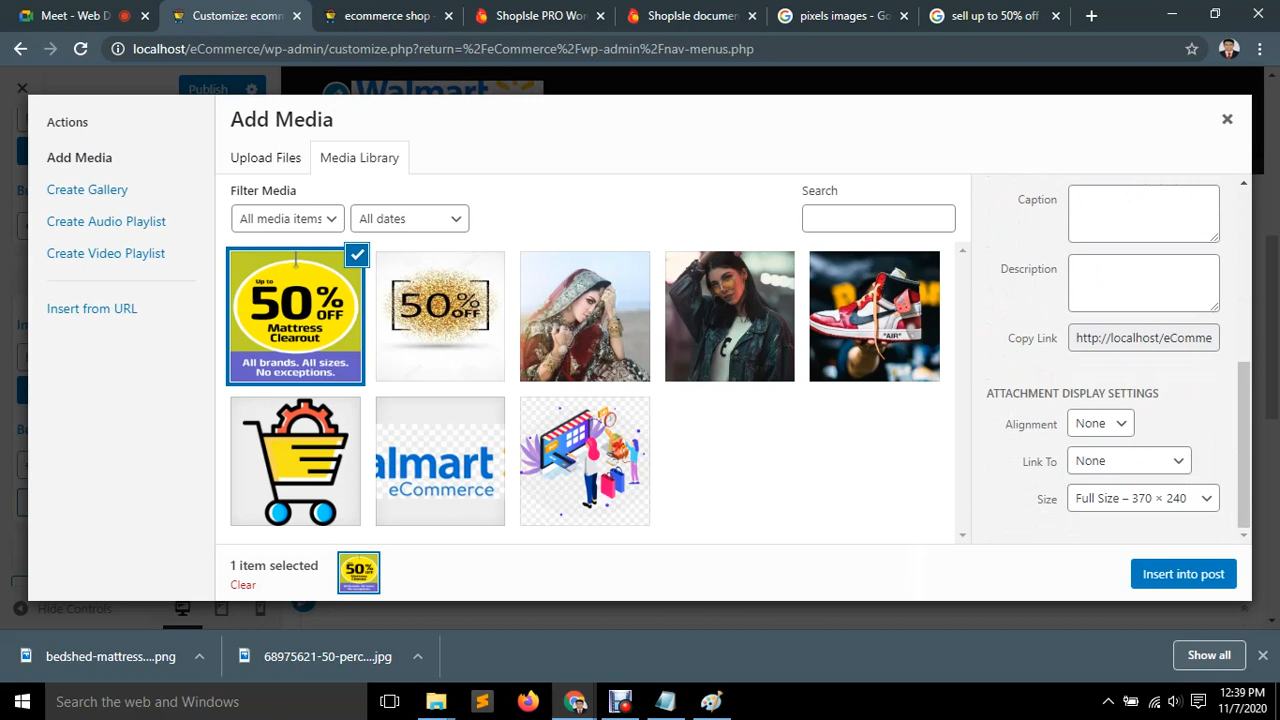 Meet - Web D
Customize: ecomm
ecommerce shop -
ShopIsle PRO Wor
ShopIsle documen
pixels images - Go
sell up to 50% off
localhost/eCommerce/wp-admin/customize.php?return=%2FeCommerce%2Fwp-admin%2Fnav-menus.php
Publish
Walmart
Actions
Add Media
Create Gallery
Create Audio Playlist
Create Video Playlist
Insert from URL
Add Media
Upload Files
Media Library
Filter Media
All media items
All dates
Search
Up to
50% OFF
Mattress
Clearout
All brands. All sizes.
No exceptions.
50% OFF
"AIR"
almart
eCommerce
Caption
Description
Copy Link
http://localhost/eComme
ATTACHMENT DISPLAY SETTINGS
Alignment
None
Link To
None
Size
Full Size – 370 × 240
1 item selected
Clear
50%
Insert into post
Hide Controls
bedshed-mattress....png
68975621-50-perc....jpg
Show all
Search the web and Windows
12:39 PM
11/7/2020